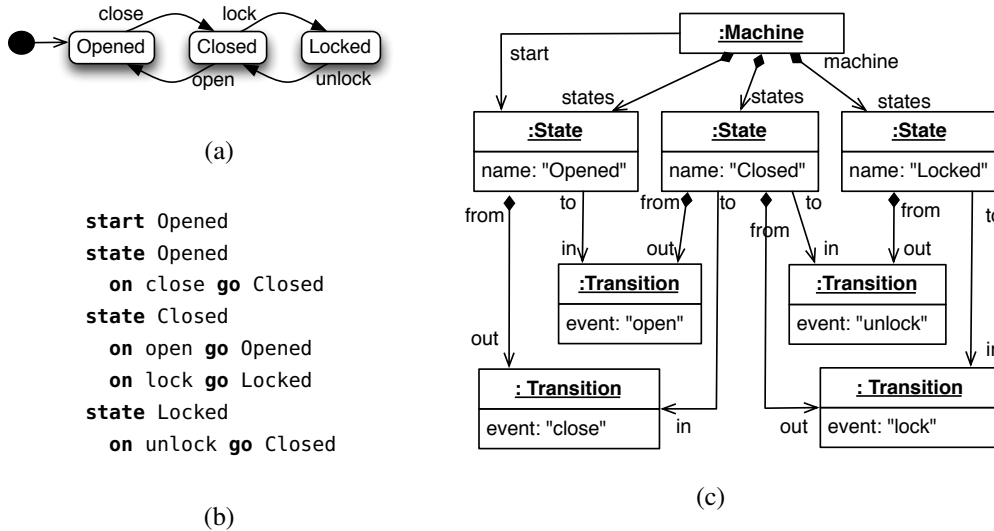 close lock
Opened Closed Locked
open unlock
(a)
start Opened
state Opened
on close go Closed
state Closed
on open go Opened
on lock go Locked
state Locked
on unlock go Closed
(b)
:Machine
start machine
states states states
:State :State :State
name: "Opened" name: "Closed" name: "Locked"
from to from to to from to
from
in out in out
:Transition :Transition
event: "open" event: "unlock"
out in
: Transition : Transition
event: "close" in out event: "lock"
(c)